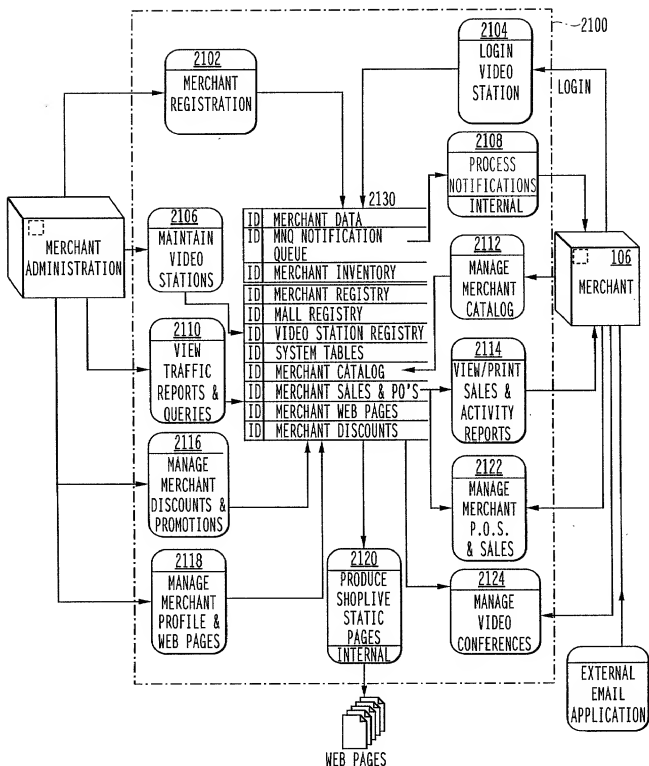 2100
2102
MERCHANT
REGISTRATION
2104
LOGIN
VIDEO
STATION
LOGIN
2108
PROCESS
NOTIFICATIONS
INTERNAL
MERCHANT
ADMINISTRATION
2106
MAINTAIN
VIDEO
STATIONS
2130
ID MERCHANT DATA
ID MNQ NOTIFICATION
QUEUE
ID MERCHANT INVENTORY
ID MERCHANT REGISTRY
ID MALL REGISTRY
ID VIDEO STATION REGISTRY
ID SYSTEM TABLES
ID MERCHANT CATALOG
ID MERCHANT SALES & PO'S
ID MERCHANT WEB PAGES
ID MERCHANT DISCOUNTS
2112
MANAGE
MERCHANT
CATALOG
106
MERCHANT
2110
VIEW
TRAFFIC
REPORTS &
QUERIES
2114
VIEW/PRINT
SALES &
ACTIVITY
REPORTS
2116
MANAGE
MERCHANT
DISCOUNTS &
PROMOTIONS
2122
MANAGE
MERCHANT
P.O.S.
& SALES
2118
MANAGE
MERCHANT
PROFILE &
WEB PAGES
2120
PRODUCE
SHOPLIVE
STATIC
PAGES
INTERNAL
2124
MANAGE
VIDEO
CONFERENCES
EXTERNAL
EMAIL
APPLICATION
WEB PAGES